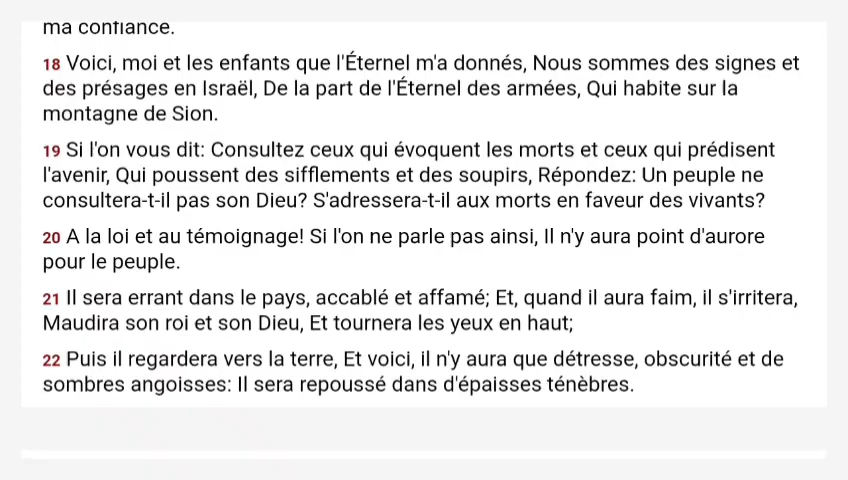 ma confiance.
18 Voici, moi et les enfants que l'Éternel m'a donnés, Nous sommes des signes et
des présages en Israël, De la part de l'Éternel des armées, Qui habite sur la
montagne de Sion.
19 Si l'on vous dit: Consultez ceux qui évoquent les morts et ceux qui prédisent
l'avenir, Qui poussent des sifflements et des soupirs, Répondez: Un peuple ne
consultera-t-il pas son Dieu? S'adressera-t-il aux morts en faveur des vivants?
20 A la loi et au témoignage! Si l'on ne parle pas ainsi, Il n'y aura point d'aurore
pour le peuple.
21 Il sera errant dans le pays, accablé et affamé; Et, quand il aura faim, il s'irritera,
Maudira son roi et son Dieu, Et tournera les yeux en haut;
22 Puis il regardera vers la terre, Et voici, il n'y aura que détresse, obscurité et de
sombres angoisses: Il sera repoussé dans d'épaisses ténèbres.